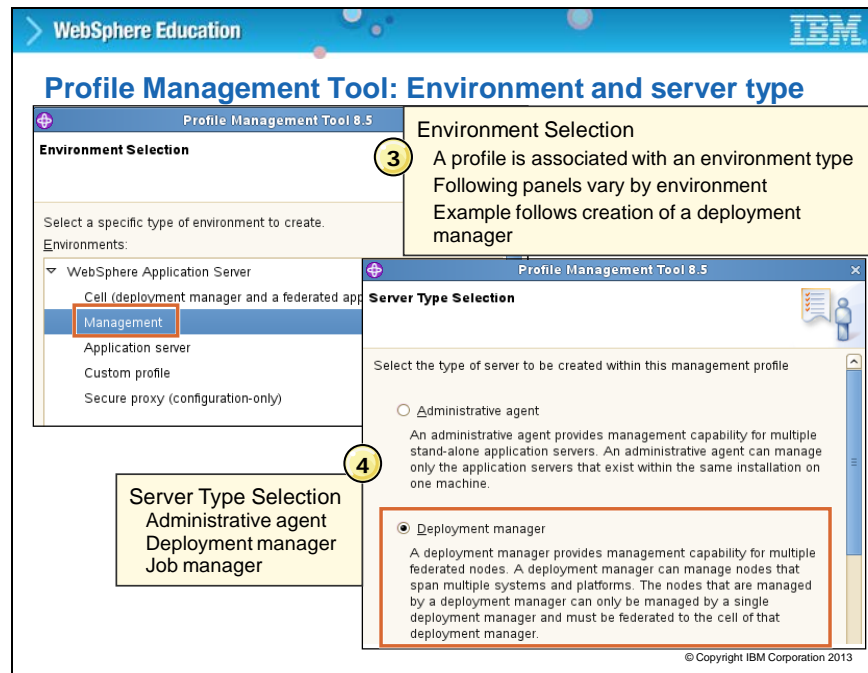 WebSphere Education
IBM
Profile Management Tool: Environment and server type
Profile Management Tool 8.5
Environment Selection
Select a specific type of environment to create.
Environments:
WebSphere Application Server
Cell (deployment manager and a federated app
Management
Application server
Custom profile
Secure proxy (configuration-only)
3
Environment Selection
A profile is associated with an environment type
Following panels vary by environment
Example follows creation of a deployment
manager
Profile Management Tool 8.5
Server Type Selection
Select the type of server to be created within this management profile
Administrative agent
An administrative agent provides management capability for multiple
stand-alone application servers. An administrative agent can manage
only the application servers that exist within the same installation on
one machine.
Deployment manager
A deployment manager provides management capability for multiple
federated nodes. A deployment manager can manage nodes that
span multiple systems and platforms. The nodes that are managed
by a deployment manager can only be managed by a single
deployment manager and must be federated to the cell of that
deployment manager.
4
Server Type Selection
Administrative agent
Deployment manager
Job manager
© Copyright IBM Corporation 2013